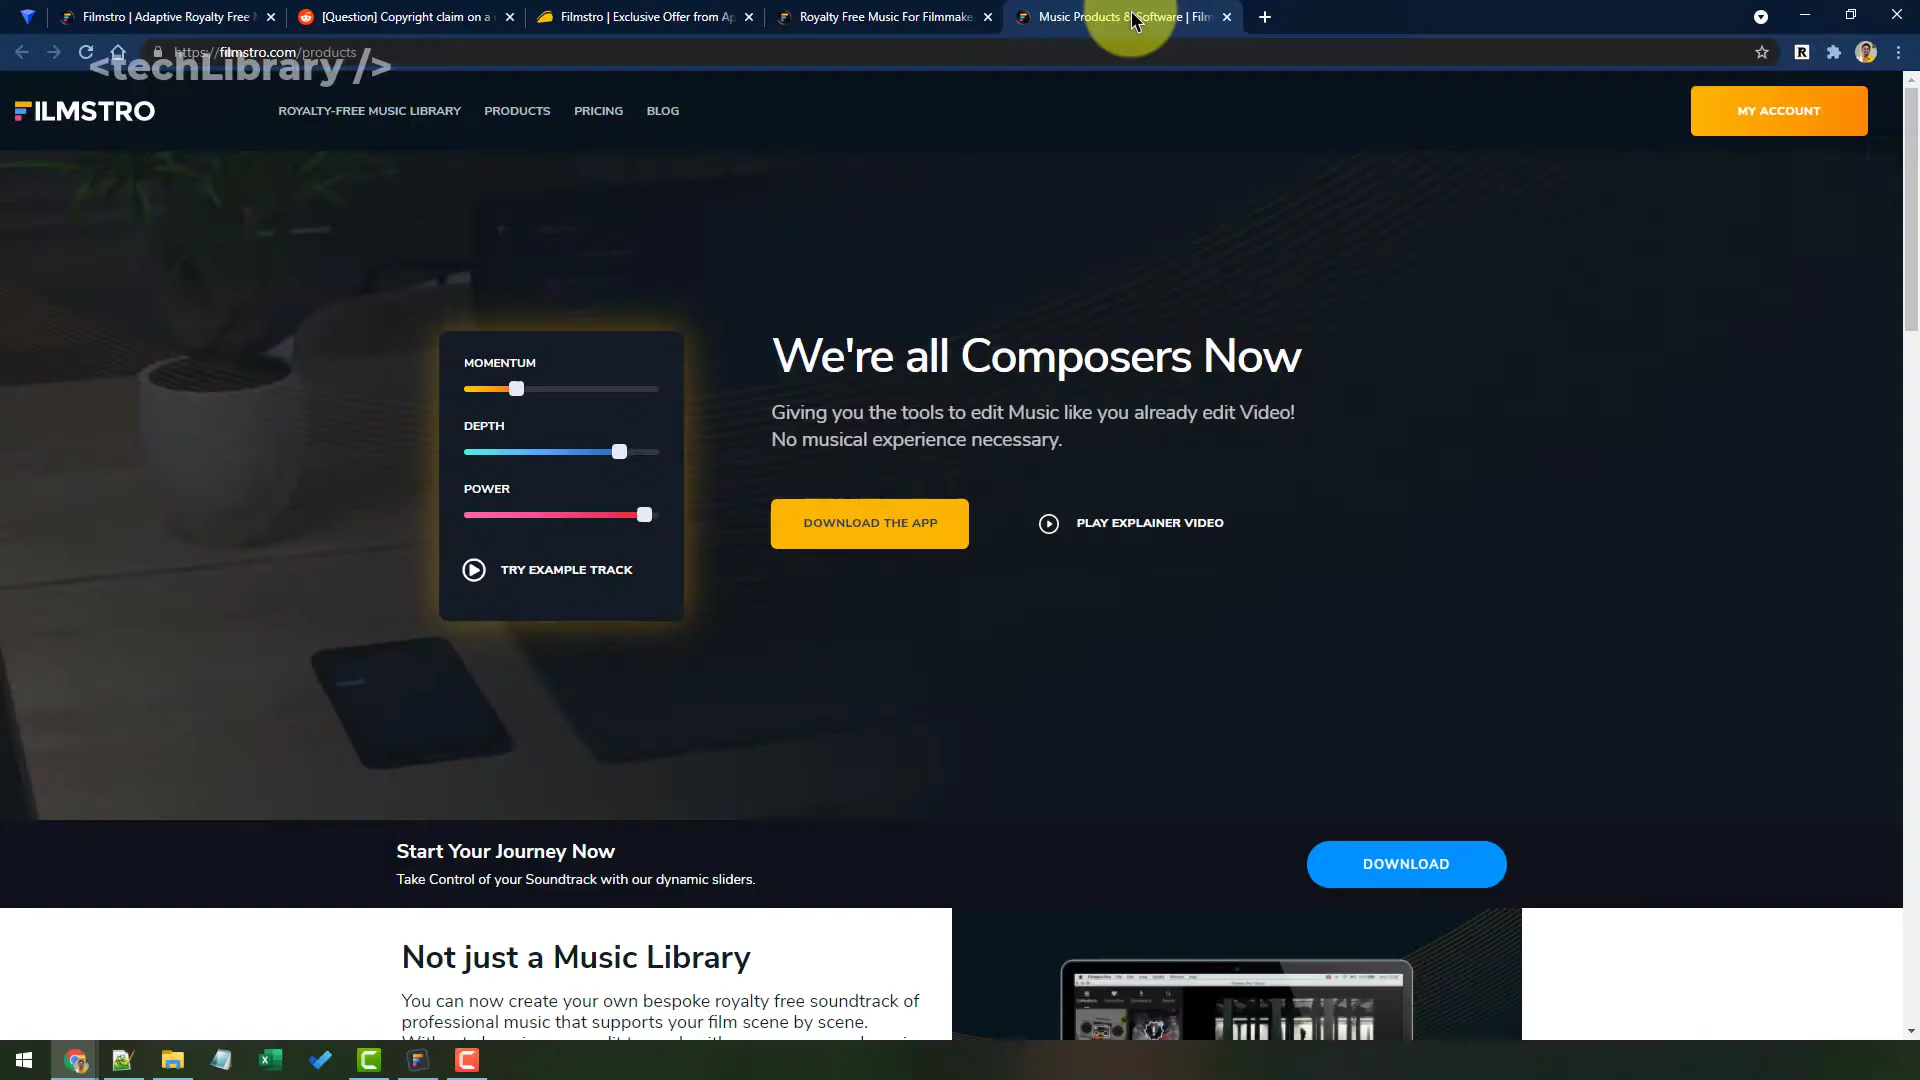 Filmstro | Adaptive Royalty Free
[Question] Copyright claim on a
Filmstro | Exclusive Offer from Ap
Royalty Free Music For Filmmake
Music Products & Software | Film
https://filmstro.com/products
<techLibrary />
FILMSTRO
ROYALTY-FREE MUSIC LIBRARY
PRODUCTS
PRICING
BLOG
MY ACCOUNT
MOMENTUM
DEPTH
POWER
TRY EXAMPLE TRACK
We're all Composers Now
Giving you the tools to edit Music like you already edit Video!
No musical experience necessary.
DOWNLOAD THE APP
PLAY EXPLAINER VIDEO
Start Your Journey Now
Take Control of your Soundtrack with our dynamic sliders.
DOWNLOAD
Not just a Music Library
You can now create your own bespoke royalty free soundtrack of
professional music that supports your film scene by scene.